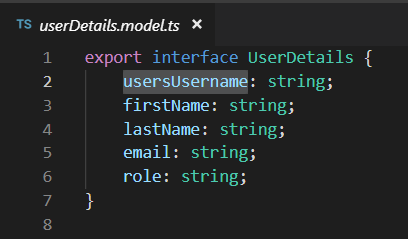 TS userDetails.model.ts ×
1 export interface UserDetails {
2 usersUsername: string;
3 firstName: string;
4 lastName: string;
5 email: string;
6 role: string;
7 }
8